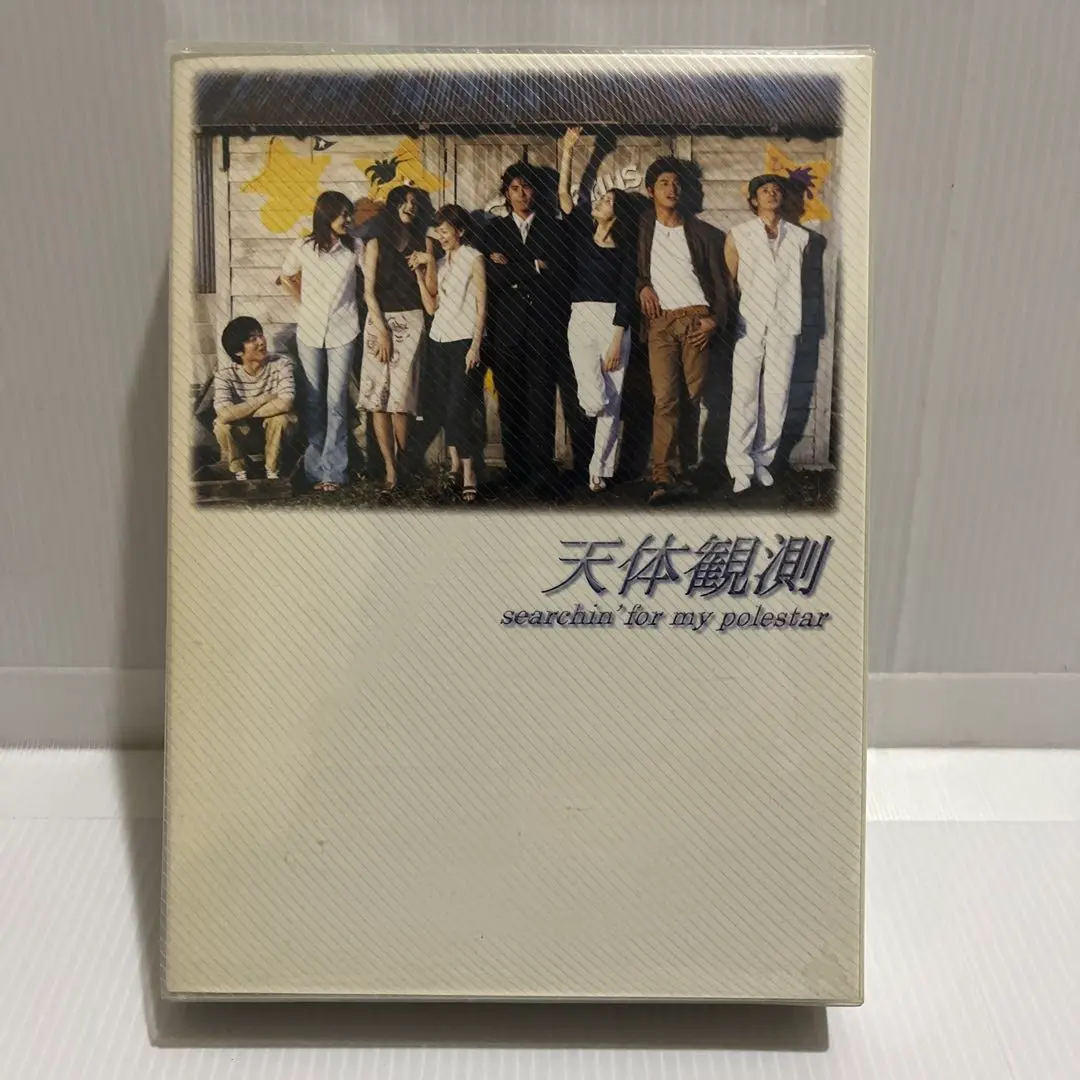 天体観測
searchin' for my polestar